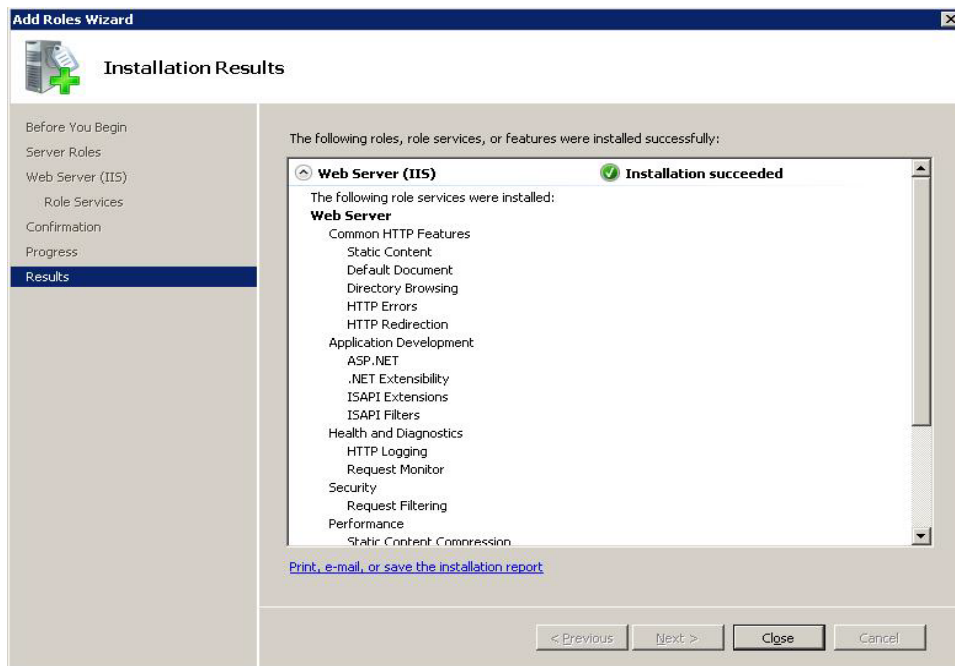 Add Roles Wizard
Installation Results
Before You Begin
Server Roles
Web Server (IIS)
Role Services
Confirmation
Progress
Results
The following roles, role services, or features were installed successfully:
Web Server (IIS) Installation succeeded
The following role services were installed:
Web Server
Common HTTP Features
Static Content
Default Document
Directory Browsing
HTTP Errors
HTTP Redirection
Application Development
ASP.NET
.NET Extensibility
ISAPI Extensions
ISAPI Filters
Health and Diagnostics
HTTP Logging
Request Monitor
Security
Request Filtering
Performance
Static Content Compression
Print, e-mail, or save the installation report
< Previous Next > Close Cancel